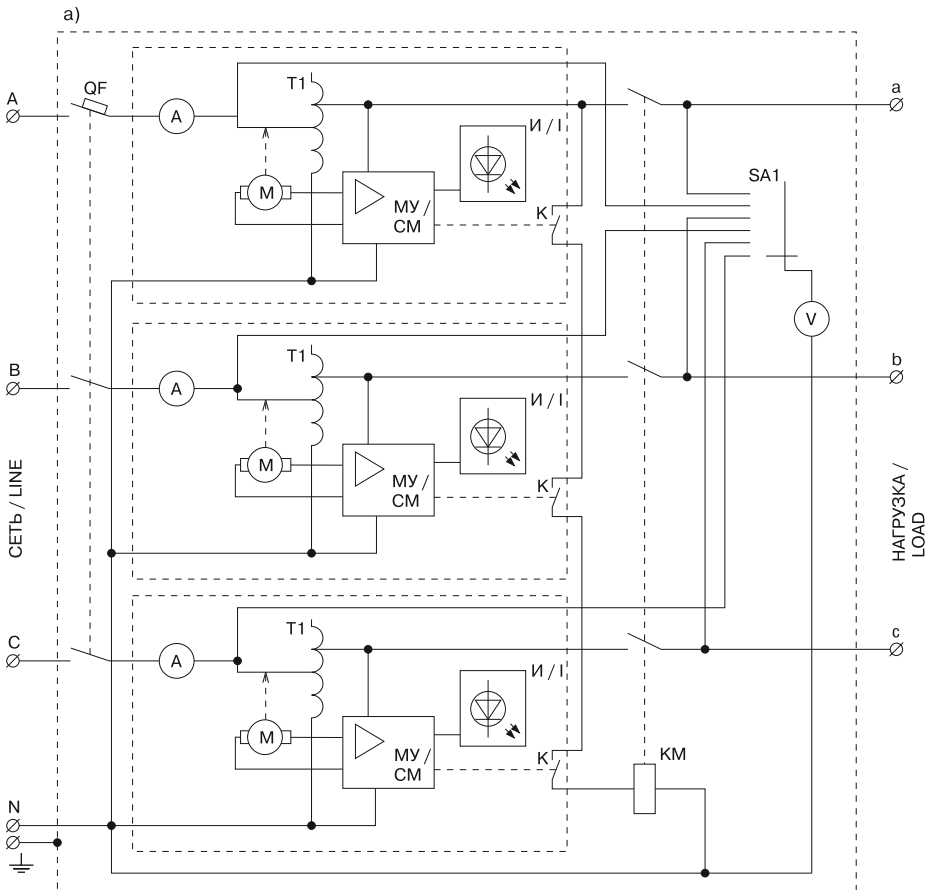 а)
QF
A
A
T1
И / I
a
M
МУ /
СМ
K
SA1
V
B
A
T1
И / I
b
M
МУ /
СМ
K
СЕТЬ / LINE
НАГРУЗКА /
LOAD
C
A
T1
И / I
c
M
МУ /
СМ
K
KM
N